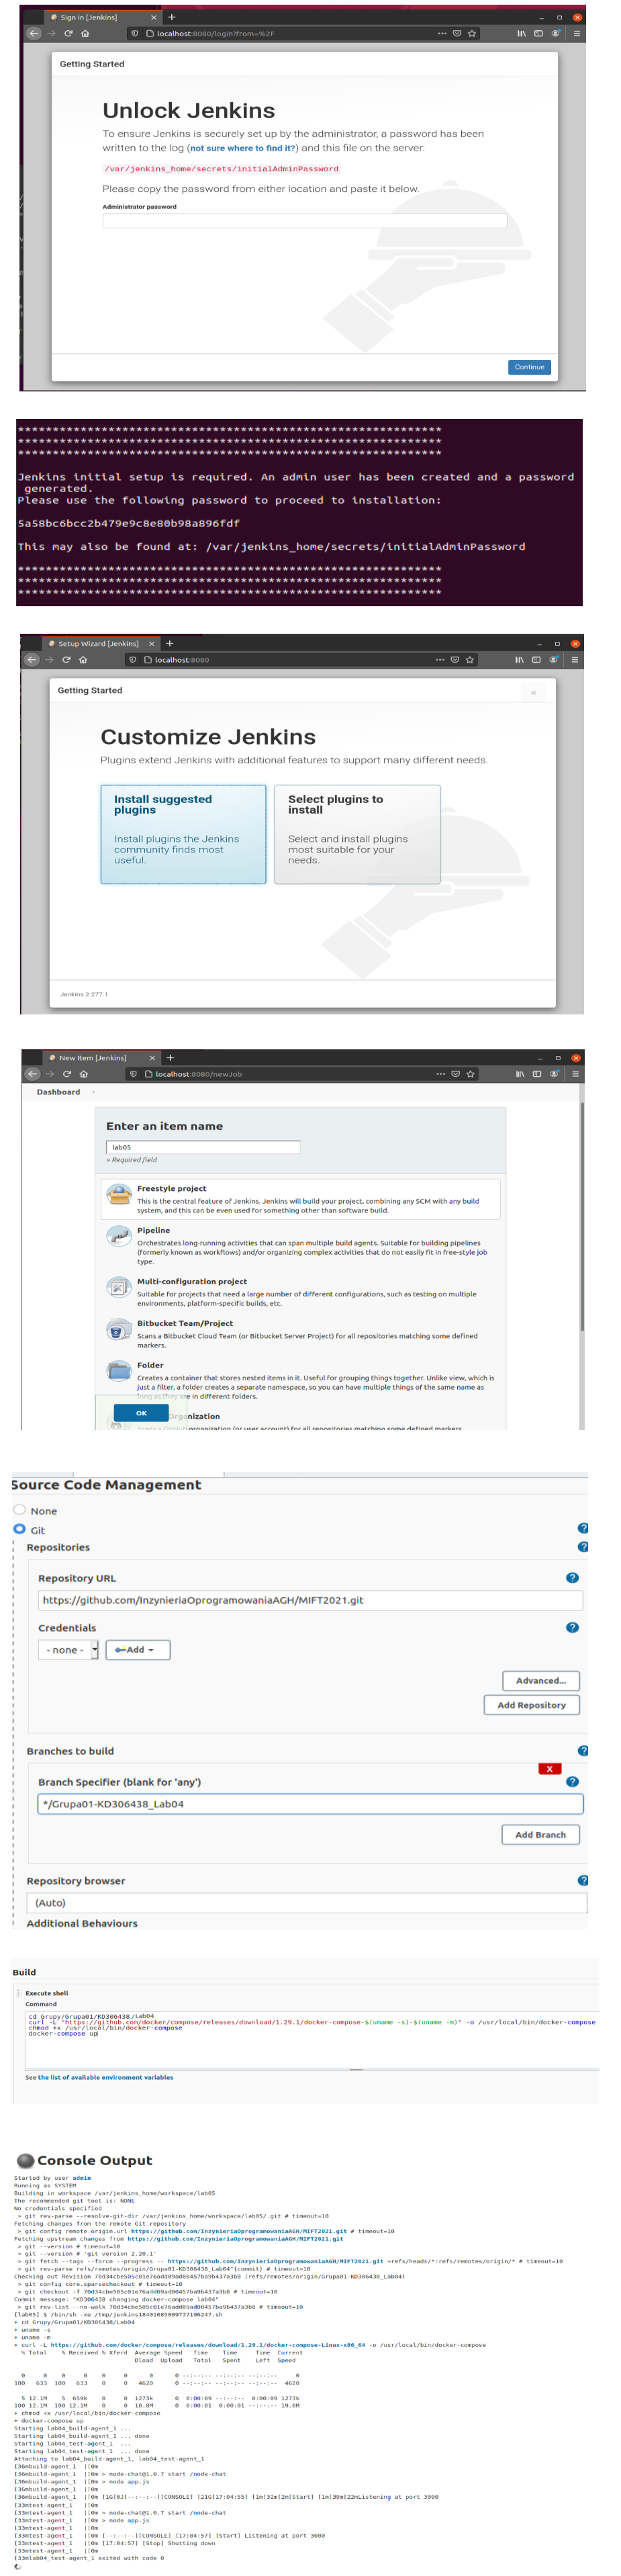 Sign in [Jenkins]
localhost:8080/login?from=%2F
Getting Started
Unlock Jenkins
To ensure Jenkins is securely set up by the administrator, a password has been
written to the log (not sure where to find it?) and this file on the server:
/var/jenkins_home/secrets/initialAdminPassword
Please copy the password from either location and paste it below.
Administrator password
Continue
*************************************************************
*************************************************************
*************************************************************
Jenkins initial setup is required. An admin user has been created and a password
generated.
Please use the following password to proceed to installation:
5a58bc6bcc2b479e9c8e80b98a896fdf
This may also be found at: /var/jenkins_home/secrets/initialAdminPassword
*************************************************************
*************************************************************
*************************************************************
Setup Wizard [Jenkins]
localhost:8080
Getting Started
Customize Jenkins
Plugins extend Jenkins with additional features to support many different needs.
Install suggested
plugins
Install plugins the Jenkins
community finds most
useful.
Select plugins to
install
Select and install plugins
most suitable for your
needs.
Jenkins 2.277.1
New Item [Jenkins]
localhost:8080/newJob
Dashboard
Enter an item name
lab05
» Required field
Freestyle project
This is the central feature of Jenkins. Jenkins will build your project, combining any SCM with any build
system, and this can be even used for something other than software build.
Pipeline
Orchestrates long-running activities that can span multiple build agents. Suitable for building pipelines
(formerly known as workflows) and/or organizing complex activities that do not easily fit in free-style job
type.
Multi-configuration project
Suitable for projects that need a large number of different configurations, such as testing on multiple
environments, platform-specific builds, etc.
Bitbucket Team/Project
Scans a Bitbucket Cloud Team (or Bitbucket Server Project) for all repositories matching some defined
markers.
Folder
Creates a container that stores nested items in it. Useful for grouping things together. Unlike view, which is
just a filter, a folder creates a separate namespace, so you can have multiple things of the same name as
long as they are in different folders.
OK
Organization
Scans a GitHub organization (or user account) for all repositories matching some defined markers.
Source Code Management
None
Git
Repositories
Repository URL
https://github.com/InzynieriaOprogramowaniaAGH/MIFT2021.git
Credentials
- none -
Add
Advanced...
Add Repository
Branches to build
X
Branch Specifier (blank for 'any')
*/Grupa01-KD306438_Lab04
Add Branch
Repository browser
(Auto)
Additional Behaviours
Build
Execute shell
Command
cd Grupy/Grupa01/KD306438/Lab04
curl -L "https://github.com/docker/compose/releases/download/1.29.1/docker-compose-$(uname -s)-$(uname -m)" -o /usr/local/bin/docker-compose
chmod +x /usr/local/bin/docker-compose
docker-compose up
See the list of available environment variables
Console Output
Started by user admin
Running as SYSTEM
Building in workspace /var/jenkins_home/workspace/lab05
The recommended git tool is: NONE
No credentials specified
> git rev-parse --resolve-git-dir /var/jenkins_home/workspace/lab05/.git # timeout=10
Fetching changes from the remote Git repository
> git config remote.origin.url https://github.com/InzynieriaOprogramowaniaAGH/MIFT2021.git # timeout=10
Fetching upstream changes from https://github.com/InzynieriaOprogramowaniaAGH/MIFT2021.git
> git --version # timeout=10
> git --version # 'git version 2.20.1'
> git fetch --tags --force --progress -- https://github.com/InzynieriaOprogramowaniaAGH/MIFT2021.git +refs/heads/*:refs/remotes/origin/* # timeout=10
> git rev-parse refs/remotes/origin/Grupa01-KD306438_Lab04^{commit} # timeout=10
Checking out Revision 70d34cbe505c01e76add09ad00457ba9b437a3b8 (refs/remotes/origin/Grupa01-KD306438_Lab04)
> git config core.sparsecheckout # timeout=10
> git checkout -f 70d34cbe505c01e76add09ad00457ba9b437a3b8 # timeout=10
Commit message: "KD306438 changing docker-compose lab04"
> git rev-list --no-walk 70d34cbe505c01e76add09ad00457ba9b437a3b8 # timeout=10
[lab05] $ /bin/sh -xe /tmp/jenkins18401085009737196247.sh
+ cd Grupy/Grupa01/KD306438/Lab04
+ uname -s
+ uname -m
+ curl -L https://github.com/docker/compose/releases/download/1.29.1/docker-compose-Linux-x86_64 -o /usr/local/bin/docker-compose
% Total % Received % Xferd Average Speed Time Time Time Current
Dload Upload Total Spent Left Speed
0 0 0 0 0 0 0 0 --:--:-- --:--:-- --:--:-- 0
100 633 100 633 0 0 4620 0 --:--:-- --:--:-- --:--:-- 4620
5 12.1M 5 659k 0 0 1273k 0 0:00:09 --:--:-- 0:00:09 1273k
100 12.1M 100 12.1M 0 0 10.8M 0 0:00:01 0:00:01 --:--:-- 19.0M
+ chmod +x /usr/local/bin/docker-compose
+ docker-compose up
Starting lab04_build-agent_1 ...
Starting lab04_build-agent_1 ... done
Starting lab04_test-agent_1 ...
Starting lab04_test-agent_1 ... done
Attaching to lab04_build-agent_1, lab04_test-agent_1
[36mbuild-agent_1 |[0m
[36mbuild-agent_1 |[0m > node-chat@1.0.7 start /node-chat
[36mbuild-agent_1 |[0m > node app.js
[36mbuild-agent_1 |[0m
[36mbuild-agent_1 |[0m [1G[0J[--:--:--][CONSOLE] [21G[17:04:55] [1m[32m[2m[Start] [1m[39m[22mListening at port 3000
[33mtest-agent_1 |[0m
[33mtest-agent_1 |[0m > node-chat@1.0.7 start /node-chat
[33mtest-agent_1 |[0m > node app.js
[33mtest-agent_1 |[0m
[33mtest-agent_1 |[0m [--:--:--][CONSOLE] [17:04:57] [Start] Listening at port 3000
[33mtest-agent_1 |[0m [17:04:57] [Stop] Shutting down
[33mtest-agent_1 |[0m
[33mlab04_test-agent_1 exited with code 0